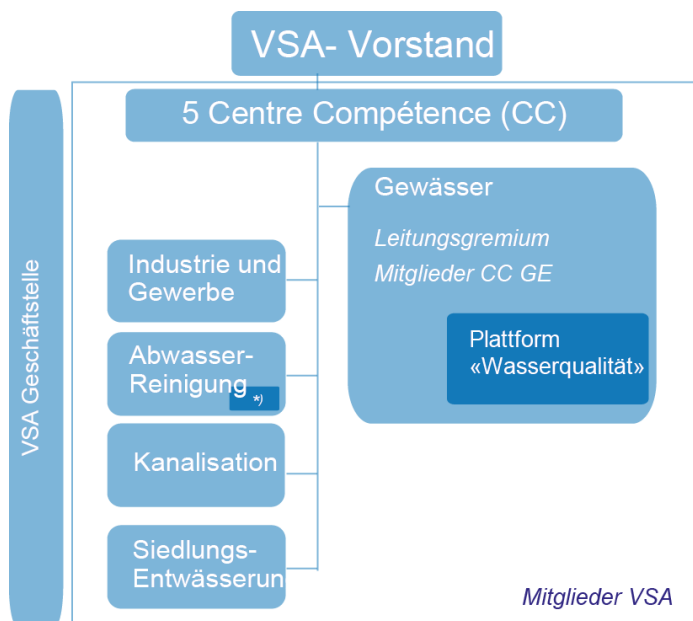 VSA- Vorstand
5 Centre Compétence (CC)
VSA Geschäftstelle
Gewässer
Leitungsgremium
Mitglieder CC GE
Plattform
«Wasserqualität»
Industrie und
Gewerbe
Abwasser-
Reinigung
*)
Kanalisation
Siedlungs-
Entwässerun
Mitglieder VSA